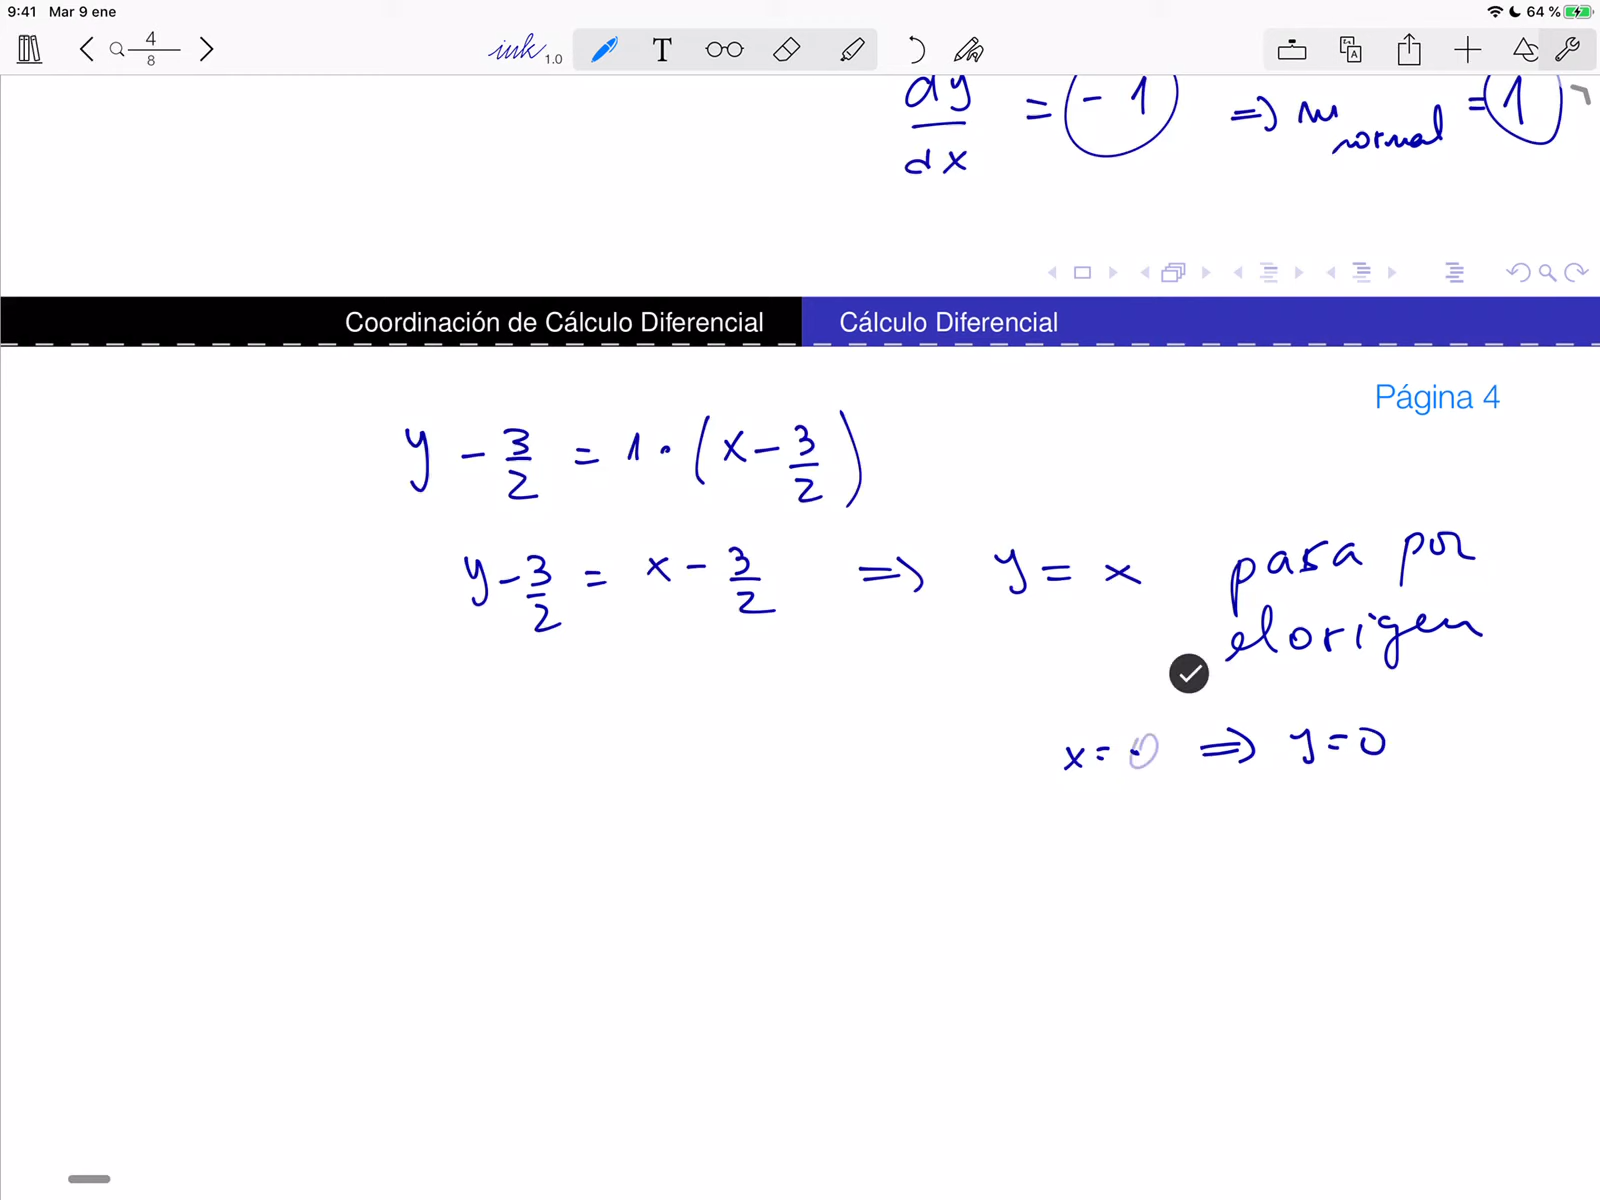 9:41 Mar 9 ene 64 %
4
8
ink 1.0 T
dy/dx = -1 => m normal = 1
Coordinación de Cálculo Diferencial Cálculo Diferencial
Página 4
y - 3/2 = 1 · (x - 3/2)
y - 3/2 = x - 3/2 => y = x pasa por
el origen
x = 0 => y = 0